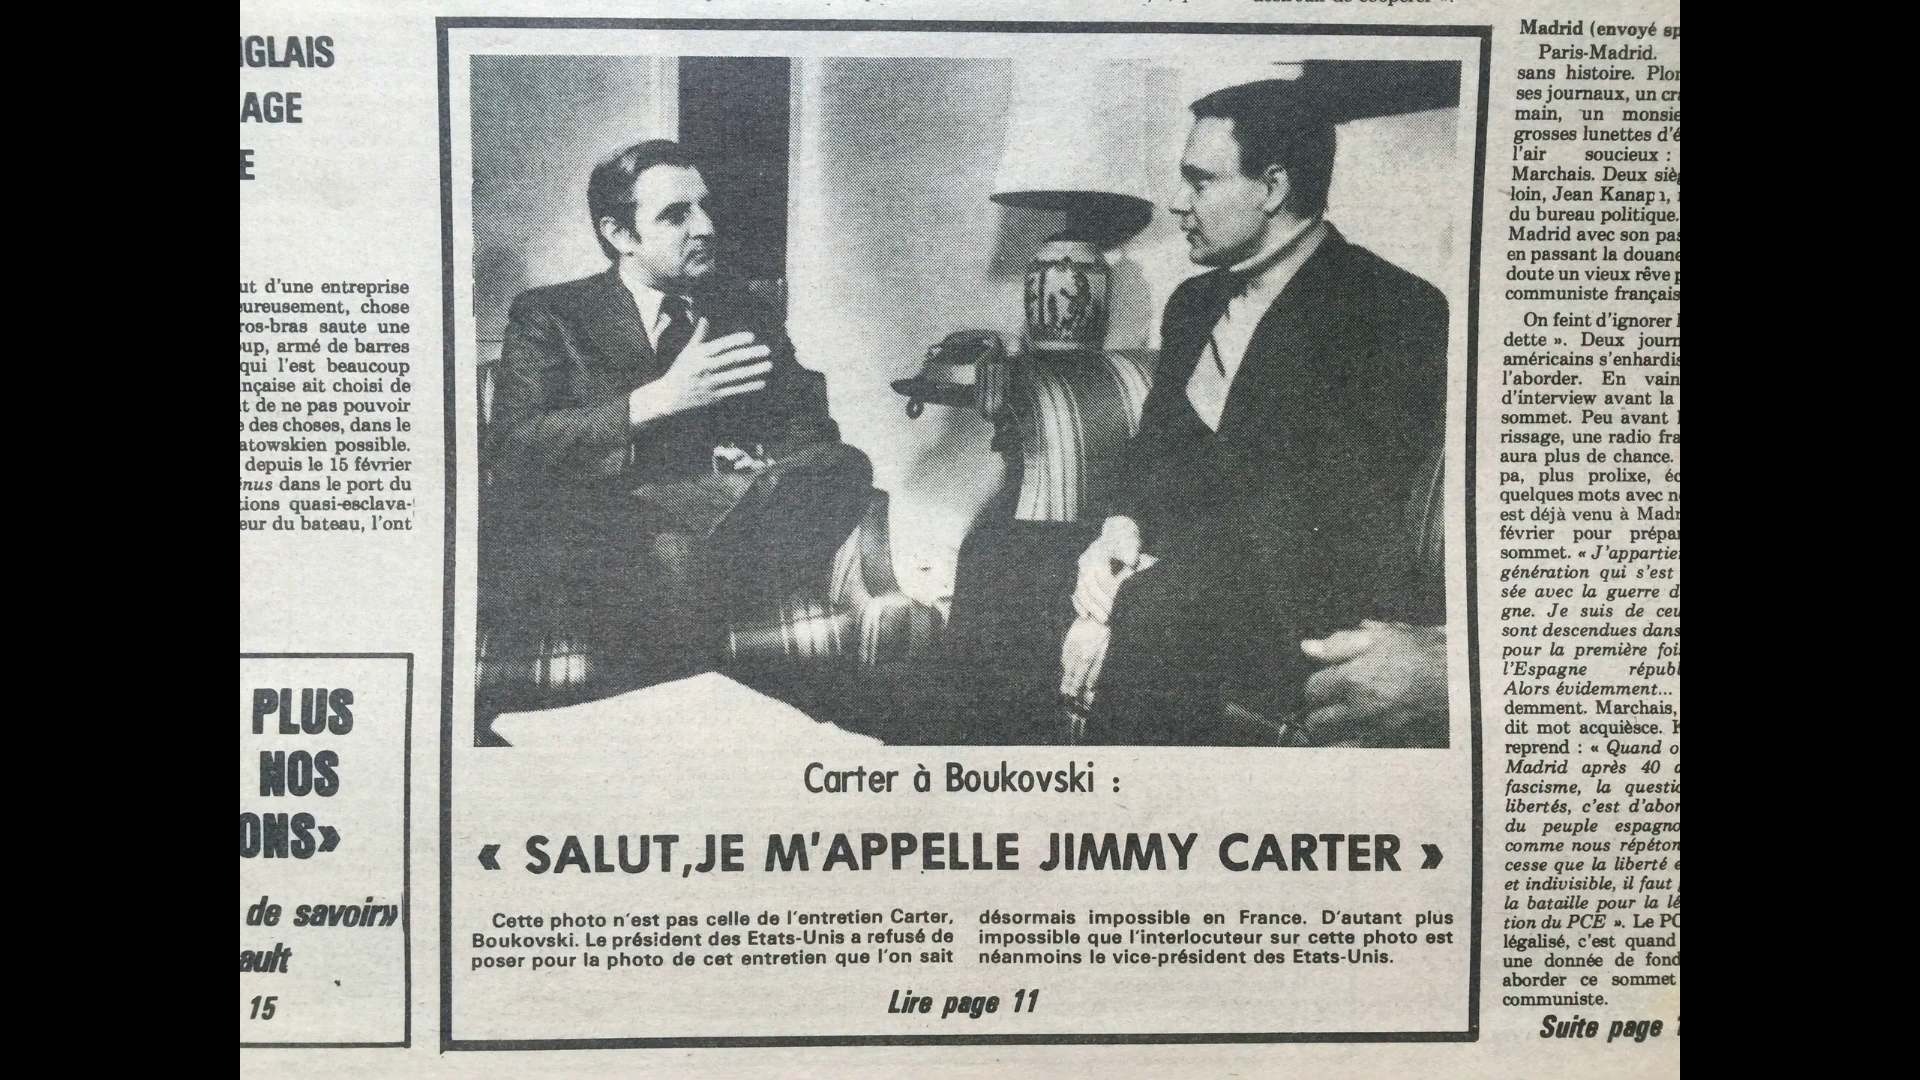 GLAIS
AGE
E
ut d'une entreprise
eureusement, chose
ros-bras saute une
up, armé de barres
qui l'est beaucoup
nçaise ait choisi de
t de ne pas pouvoir
e des choses, dans le
atowskien possible.
depuis le 15 février
nus dans le port du
tions quasi-esclava-
eur du bateau, l'ont
PLUS
NOS
ONS»
de savoir»
ault
15
Carter à Boukovski :
« SALUT,JE M'APPELLE JIMMY CARTER »
Cette photo n'est pas celle de l'entretien Carter,
Boukovski. Le président des Etats-Unis a refusé de
poser pour la photo de cet entretien que l'on sait
désormais impossible en France. D'autant plus
impossible que l'interlocuteur sur cette photo est
néanmoins le vice-président des Etats-Unis.
Lire page 11
Madrid (envoyé sp
Paris-Madrid.
sans histoire. Plon
ses journaux, un cr
main, un monsie
grosses lunettes d'é
l'air soucieux :
Marchais. Deux siè
loin, Jean Kanap
du bureau politique.
Madrid avec son pas
en passant la douane
doute un vieux rêve p
communiste français
On feint d'ignorer l
dette ». Deux journ
américains s'enhardis
l'aborder. En vain
d'interview avant la
sommet. Peu avant l
rissage, une radio fra
aura plus de chance.
pa, plus prolixe, éc
quelques mots avec n
est déjà venu à Madr
février pour prépar
sommet. « J'appartie
génération qui s'est
sée avec la guerre d
gne. Je suis de ceu
sont descendues dans
pour la première fois
l'Espagne républ
Alors évidemment...
demment. Marchais,
dit mot acquièsce. K
reprend : « Quand o
Madrid après 40 a
fascisme, la questio
libertés, c'est d'abor
du peuple espagno
comme nous répéton
cesse que la liberté e
et indivisible, il faut
la bataille pour la lé
tion du PCE ». Le PC
légalisé, c'est quand
une donnée de fond
aborder ce sommet
communiste.
Suite page